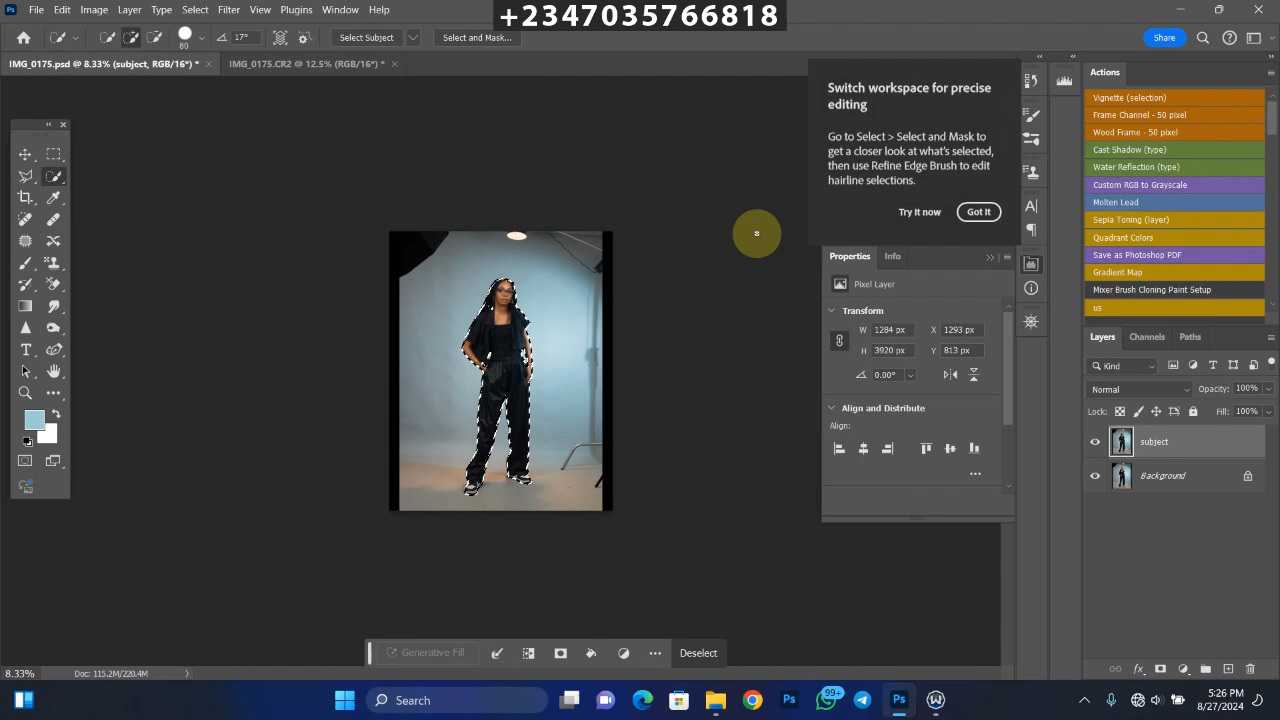 +2347035766818
Ps File Edit Image Layer Type Select Filter View Plugins Window Help
80 17° Select Subject Select and Mask... Share
IMG_0175.psd @ 8.33% (subject, RGB/16*) * IMG_0175.CR2 @ 12.5% (RGB/16*) *
Switch workspace for precise
editing
Go to Select > Select and Mask to
get a closer look at what's selected,
then use Refine Edge Brush to edit
hairline selections.
Try it now Got it
Properties Info
Pixel Layer
Transform
W 1284 px X 1293 px
H 3920 px Y 813 px
0.00°
Align and Distribute
Align:
Actions
Vignette (selection)
Frame Channel - 50 pixel
Wood Frame - 50 pixel
Cast Shadow (type)
Water Reflection (type)
Custom RGB to Grayscale
Molten Lead
Sepia Toning (layer)
Quadrant Colors
Save as Photoshop PDF
Gradient Map
Mixer Brush Cloning Paint Setup
us
Layers Channels Paths
Kind
Normal Opacity: 100%
Lock: Fill: 100%
subject
Background
Generative Fill Deselect
8.33% Doc: 115.2M/220.4M
Search Ps 99+ Ps
5:26 PM
8/27/2024